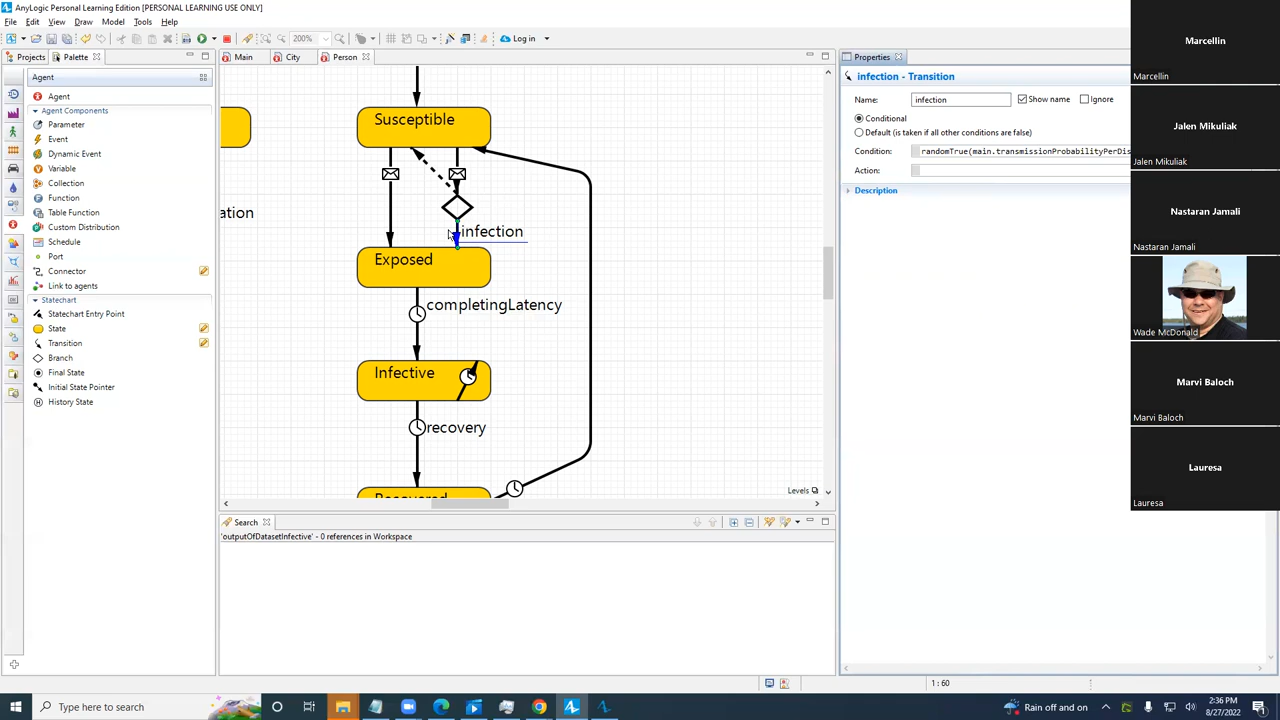 AnyLogic Personal Learning Edition [PERSONAL LEARNING USE ONLY]
File Edit View Draw Model Tools Help
200%
Log in
Projects Palette
Main City Person
Properties
Agent
Agent
Agent Components
Parameter
Event
Dynamic Event
Variable
Collection
Function
Table Function
Custom Distribution
Schedule
Port
Connector
Link to agents
Statechart
Statechart Entry Point
State
Transition
Branch
Final State
Initial State Pointer
History State
Susceptible
ation
infection
Exposed
completingLatency
Infective
recovery
Recovered
Levels
infection - Transition
Name: infection Show name Ignore
Conditional
Default (is taken if all other conditions are false)
Condition: randomTrue(main.transmissionProbabilityPerDis
Action:
Description
Search
'outputOfDatasetInfective' - 0 references in Workspace
1 : 60
Marcellin
Marcellin
Jalen Mikuliak
Jalen Mikuliak
Nastaran Jamali
Nastaran Jamali
Wade McDonald
Marvi Baloch
Marvi Baloch
Lauresa
Lauresa
Type here to search
Rain off and on
2:36 PM
8/27/2022